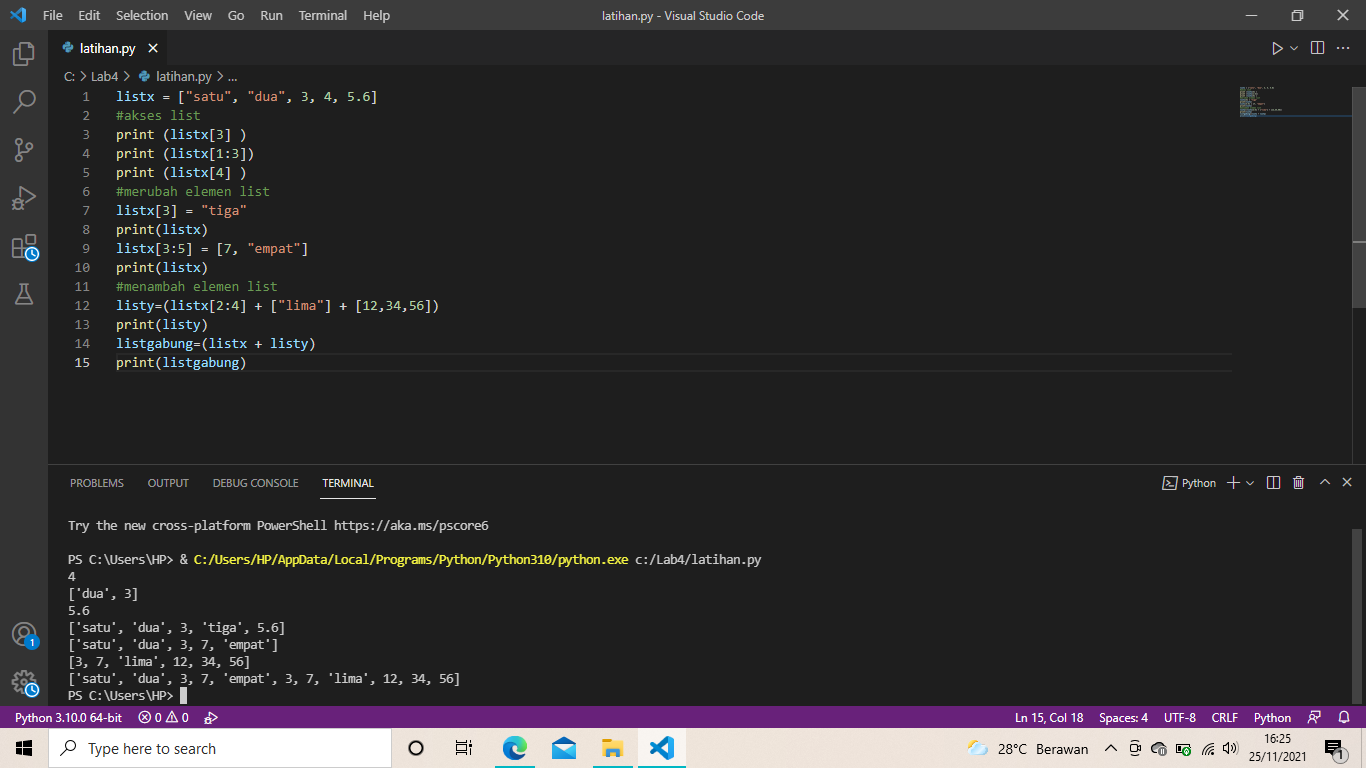 File Edit Selection View Go Run Terminal Help
latihan.py - Visual Studio Code
latihan.py
C: > Lab4 > latihan.py > ...
1 listx = ["satu", "dua", 3, 4, 5.6]
2 #akses list
3 print (listx[3] )
4 print (listx[1:3])
5 print (listx[4] )
6 #merubah elemen list
7 listx[3] = "tiga"
8 print(listx)
9 listx[3:5] = [7, "empat"]
10 print(listx)
11 #menambah elemen list
12 listy=(listx[2:4] + ["lima"] + [12,34,56])
13 print(listy)
14 listgabung=(listx + listy)
15 print(listgabung)
PROBLEMS OUTPUT DEBUG CONSOLE TERMINAL
Python
Try the new cross-platform PowerShell https://aka.ms/pscore6
PS C:\Users\HP> & C:/Users/HP/AppData/Local/Programs/Python/Python310/python.exe c:/Lab4/latihan.py
4
['dua', 3]
5.6
['satu', 'dua', 3, 'tiga', 5.6]
['satu', 'dua', 3, 7, 'empat']
[3, 7, 'lima', 12, 34, 56]
['satu', 'dua', 3, 7, 'empat', 3, 7, 'lima', 12, 34, 56]
PS C:\Users\HP>
1
Python 3.10.0 64-bit 0 0 Ln 15, Col 18 Spaces: 4 UTF-8 CRLF Python
Type here to search
28°C Berawan
16:25
25/11/2021
1